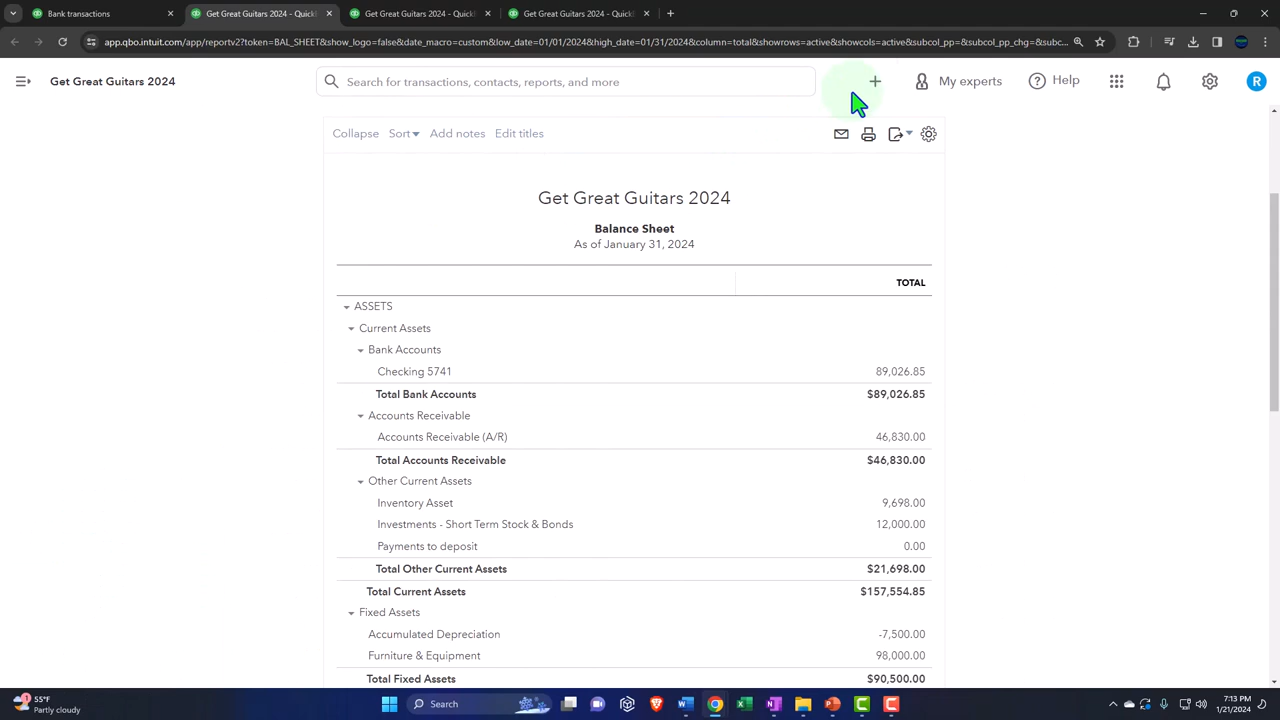 Bank transactions
Get Great Guitars 2024 - Quick
Get Great Guitars 2024 - Quick
Get Great Guitars 2024 - Quick
app.qbo.intuit.com/app/reportv2?token=BAL_SHEET&show_logo=false&date_macro=custom&low_date=01/01/2024&high_date=01/31/2024&column=total&showrows=active&showcols=active&subcol_pp=&subcol_pp_chg=&subc...
Get Great Guitars 2024
Search for transactions, contacts, reports, and more
My experts
Help
R
Collapse Sort Add notes Edit titles
Get Great Guitars 2024
Balance Sheet
As of January 31, 2024
TOTAL
ASSETS
Current Assets
Bank Accounts
Checking 5741 89,026.85
Total Bank Accounts $89,026.85
Accounts Receivable
Accounts Receivable (A/R) 46,830.00
Total Accounts Receivable $46,830.00
Other Current Assets
Inventory Asset 9,698.00
Investments - Short Term Stock & Bonds 12,000.00
Payments to deposit 0.00
Total Other Current Assets $21,698.00
Total Current Assets $157,554.85
Fixed Assets
Accumulated Depreciation -7,500.00
Furniture & Equipment 98,000.00
Total Fixed Assets $90,500.00
1
55°F
Partly cloudy
Search
7:13 PM
1/21/2024